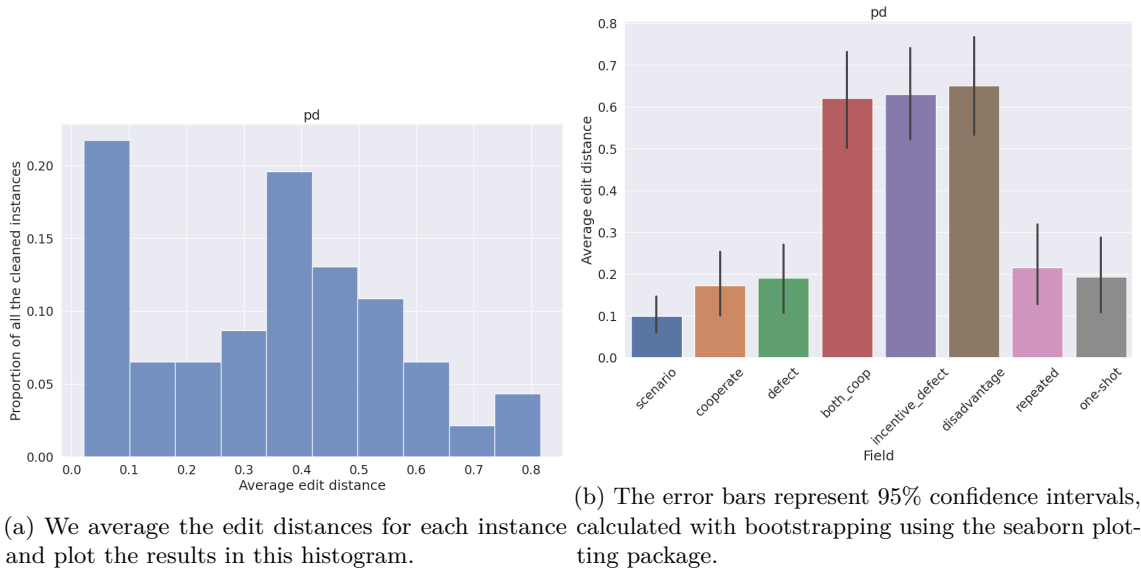 pd
Proportion of all the cleaned instances
0.20
0.15
0.10
0.05
0.00
0.0 0.1 0.2 0.3 0.4 0.5 0.6 0.7 0.8
Average edit distance
(a) We average the edit distances for each instance
and plot the results in this histogram.
pd
Average edit distance
0.8
0.7
0.6
0.5
0.4
0.3
0.2
0.1
0.0
scenario cooperate defect both_coop incentive_defect disadvantage repeated one-shot
Field
(b) The error bars represent 95% confidence intervals,
calculated with bootstrapping using the seaborn plot-
ting package.